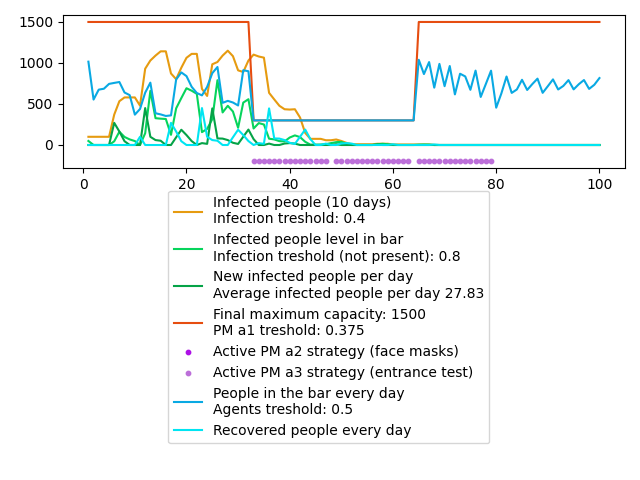 1500
1000
500
0
0
20
40
60
80
100
Infected people (10 days)
Infection treshold: 0.4
Infected people level in bar
Infection treshold (not present): 0.8
New infected people per day
Average infected people per day 27.83
Final maximum capacity: 1500
PM a1 treshold: 0.375
Active PM a2 strategy (face masks)
Active PM a3 strategy (entrance test)
People in the bar every day
Agents treshold: 0.5
Recovered people every day